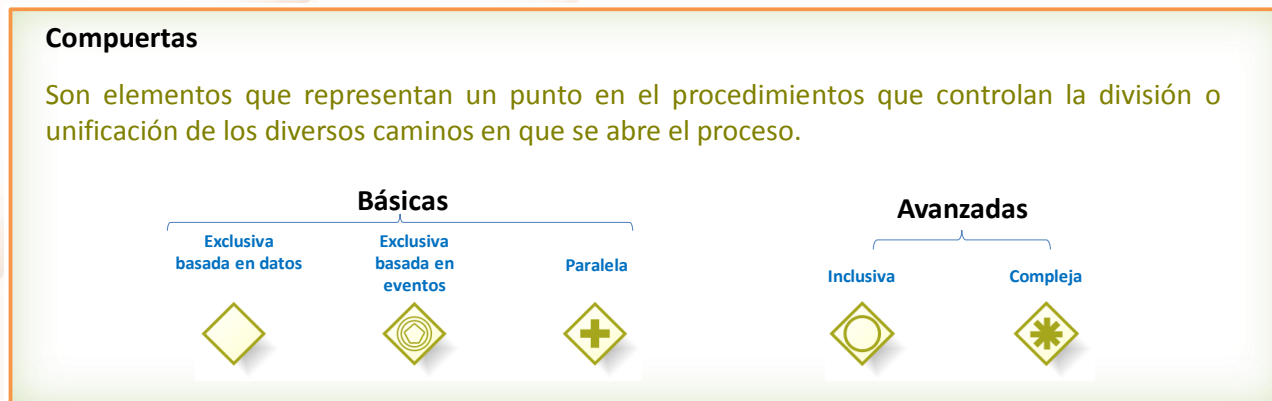 Compuertas
Son elementos que representan un punto en el procedimientos que controlan la división o
unificación de los diversos caminos en que se abre el proceso.
Básicas
Exclusiva
basada en datos
Exclusiva
basada en
eventos
Paralela
Avanzadas
Inclusiva
Compleja